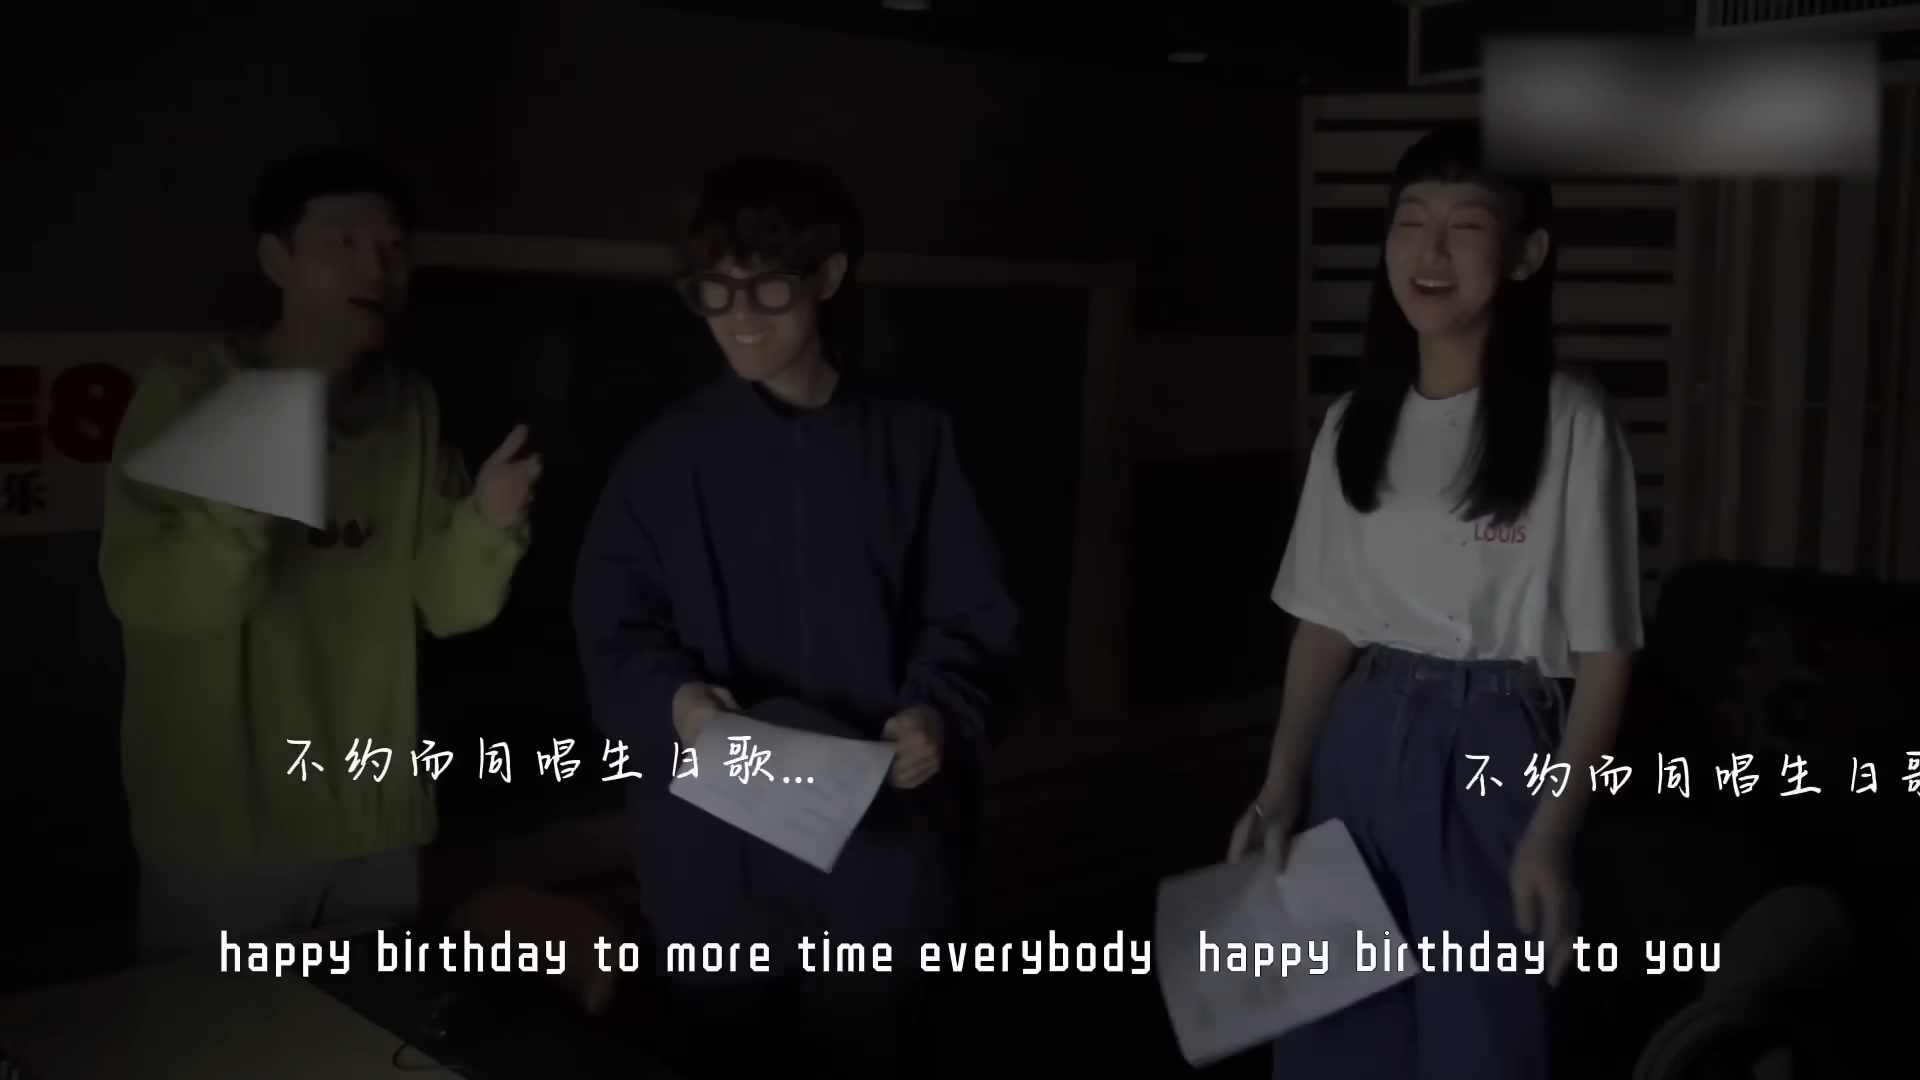 乐
LOUIS
不约而同唱生日歌...
不约而同唱生日
happy birthday to more time everybody happy birthday to you